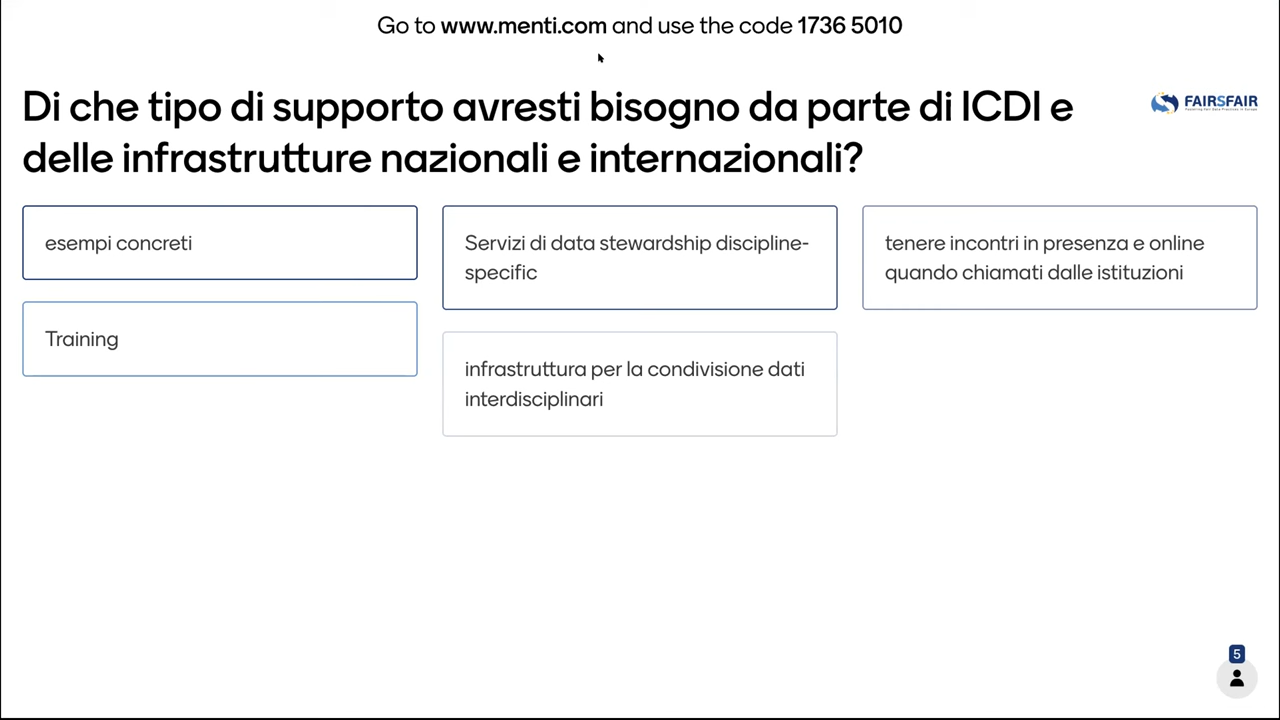 Go to www.menti.com and use the code 1736 5010
Di che tipo di supporto avresti bisogno da parte di ICDI e
delle infrastrutture nazionali e internazionali?
FAIRSFAIR
esempi concreti
Training
Servizi di data stewardship discipline-
specific
infrastruttura per la condivisione dati
interdisciplinari
tenere incontri in presenza e online
quando chiamati dalle istituzioni
5